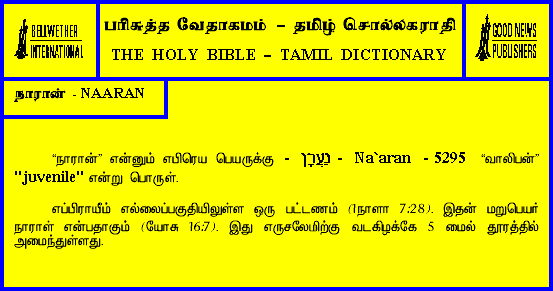 BELLWETHER
INTERNATIONAL
பரிசுத்த வேதாகமம் – தமிழ் சொல்லகராதி
THE HOLY BIBLE – TAMIL DICTIONARY
GOOD NEWS
PUBLISHERS
நாரான் - NAARAN
“நாரான்” என்னும் எபிரெய பெயருக்கு - נַעֲרָן - Na`aran - 5295 “வாலிபன்”
"juvenile" என்று பொருள்.
எப்பிராயீம் எல்லைப்பகுதியிலுள்ள ஒரு பட்டணம் (1நாளா 7:28). இதன் மறுபெயர்
நாராள் என்பதாகும் (யோசு 16:7). இது எருசலேமிற்கு வடகிழக்கே 5 மைல் தூரத்தில்
அமைந்துள்ளது.